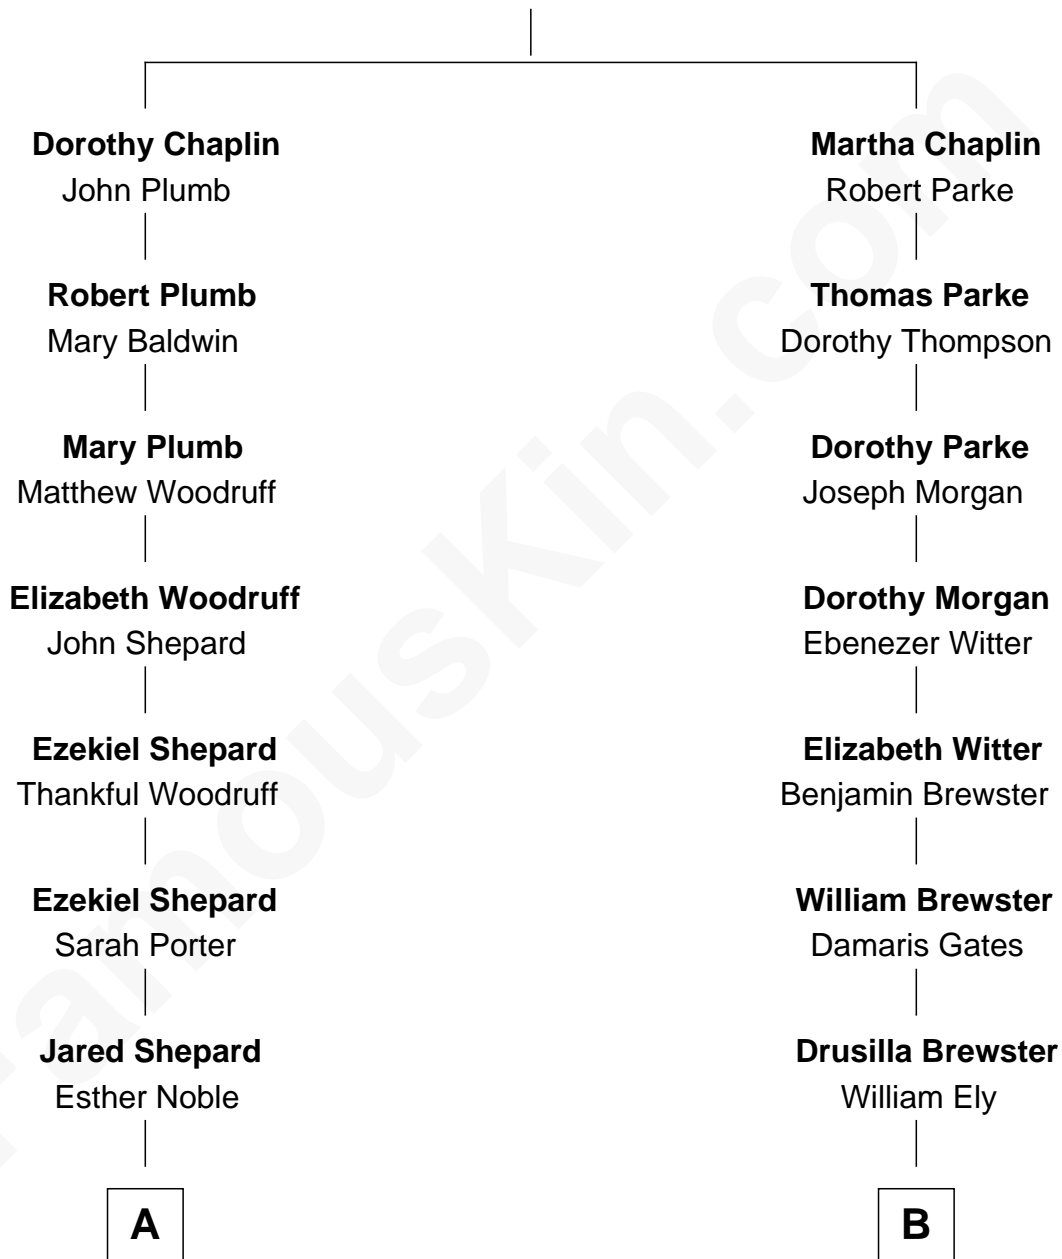 Dorothy Chaplin
John Plumb
Martha Chaplin
Robert Parke
Robert Plumb
Mary Baldwin
Thomas Parke
Dorothy Thompson
Mary Plumb
Matthew Woodruff
Dorothy Parke
Joseph Morgan
Elizabeth Woodruff
John Shepard
Dorothy Morgan
Ebenezer Witter
Ezekiel Shepard
Thankful Woodruff
Elizabeth Witter
Benjamin Brewster
Ezekiel Shepard
Sarah Porter
William Brewster
Damaris Gates
Jared Shepard
Esther Noble
Drusilla Brewster
William Ely
A
B
FamousKin.com